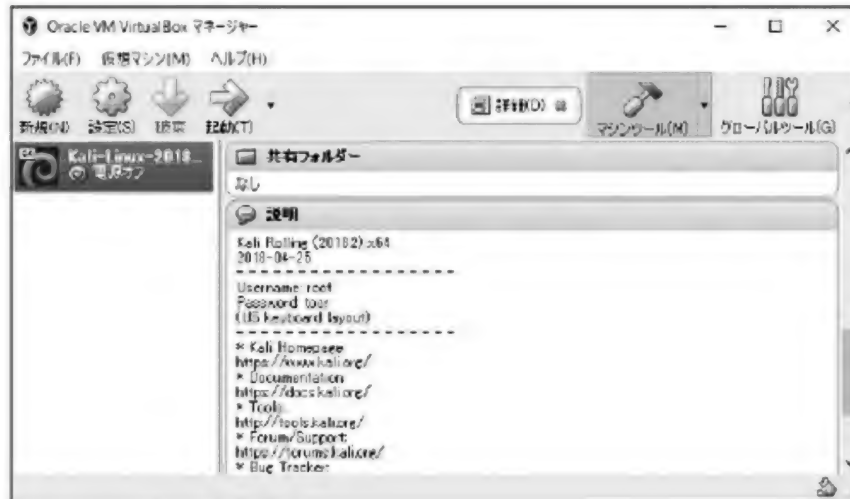 Oracle VM VirtualBox マネージャー
ファイル(F) 仮想マシン(M) ヘルプ(H)
新規(N) 設定(S) 破棄 起動(T) 詳細(D) マシンツール(M) グローバルツール(G)
Kali-Linux-2018...
電源オフ
共有フォルダー
なし
説明
Kali Rolling (2018.2) x64
2018-04-25
--------------------
Username: root
Password: toor
(US keyboard layout)
--------------------
* Kali Homepage:
https://www.kali.org/
* Documentation:
https://docs.kali.org/
* Tools:
http://tools.kali.org/
* Forum/Support:
https://forums.kali.org/
* Bug Tracker: